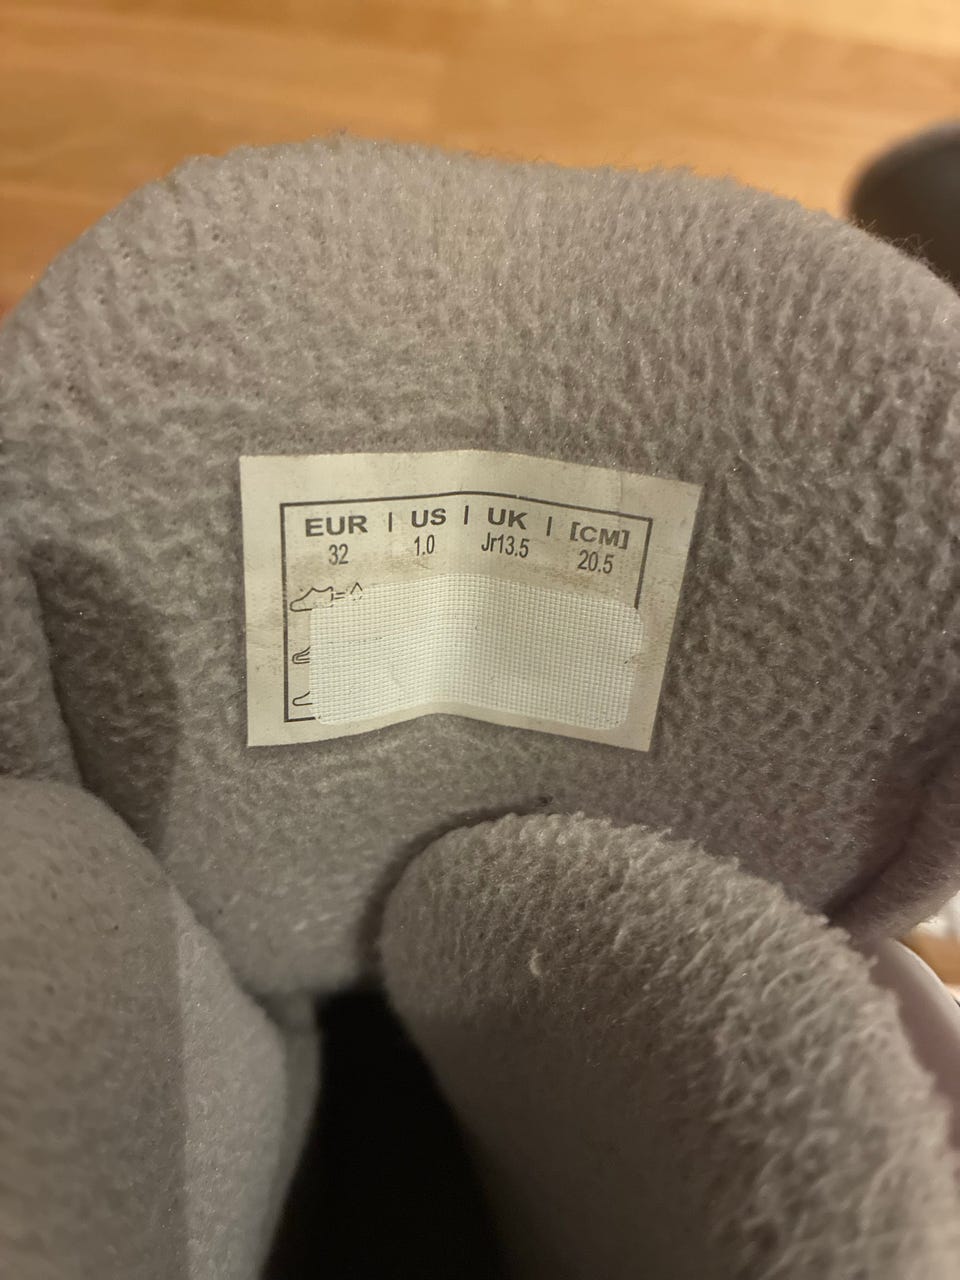 EUR | US | UK | [CM]
32 1.0 Jr13.5 20.5